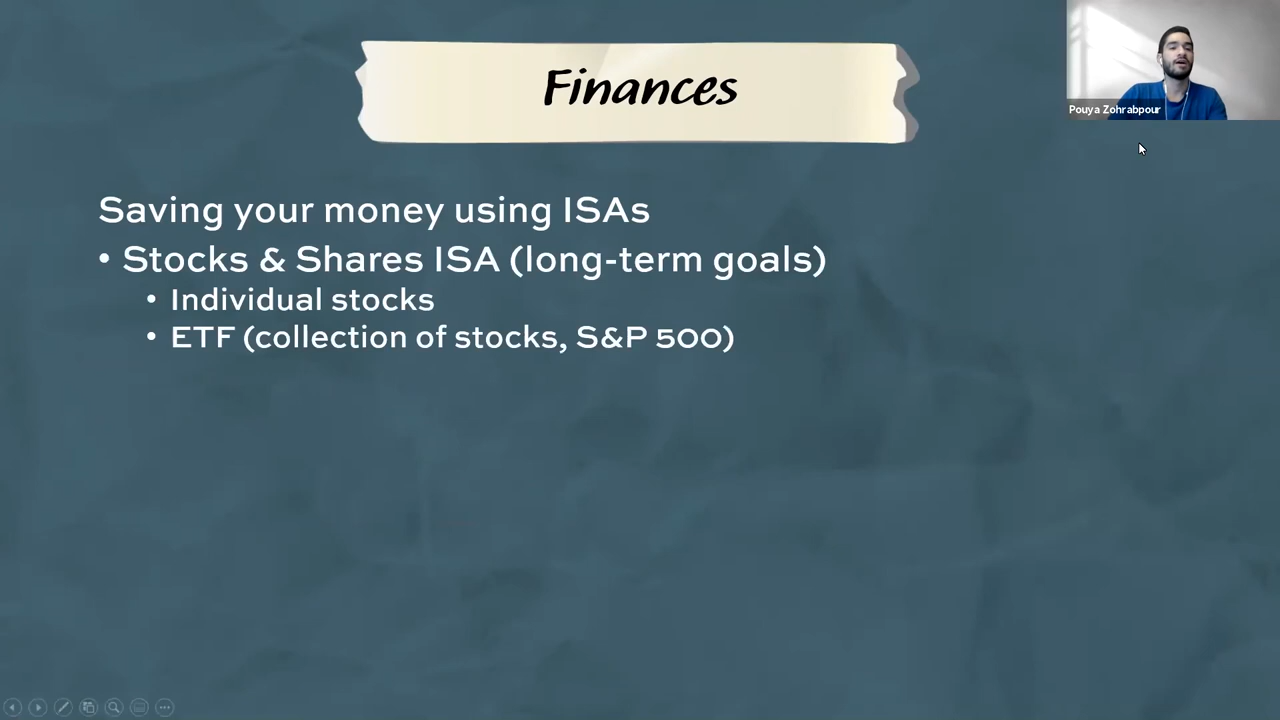 Finances
Pouya Zohrabpour
Saving your money using ISAs
• Stocks & Shares ISA (long-term goals)
• Individual stocks
• ETF (collection of stocks, S&P 500)